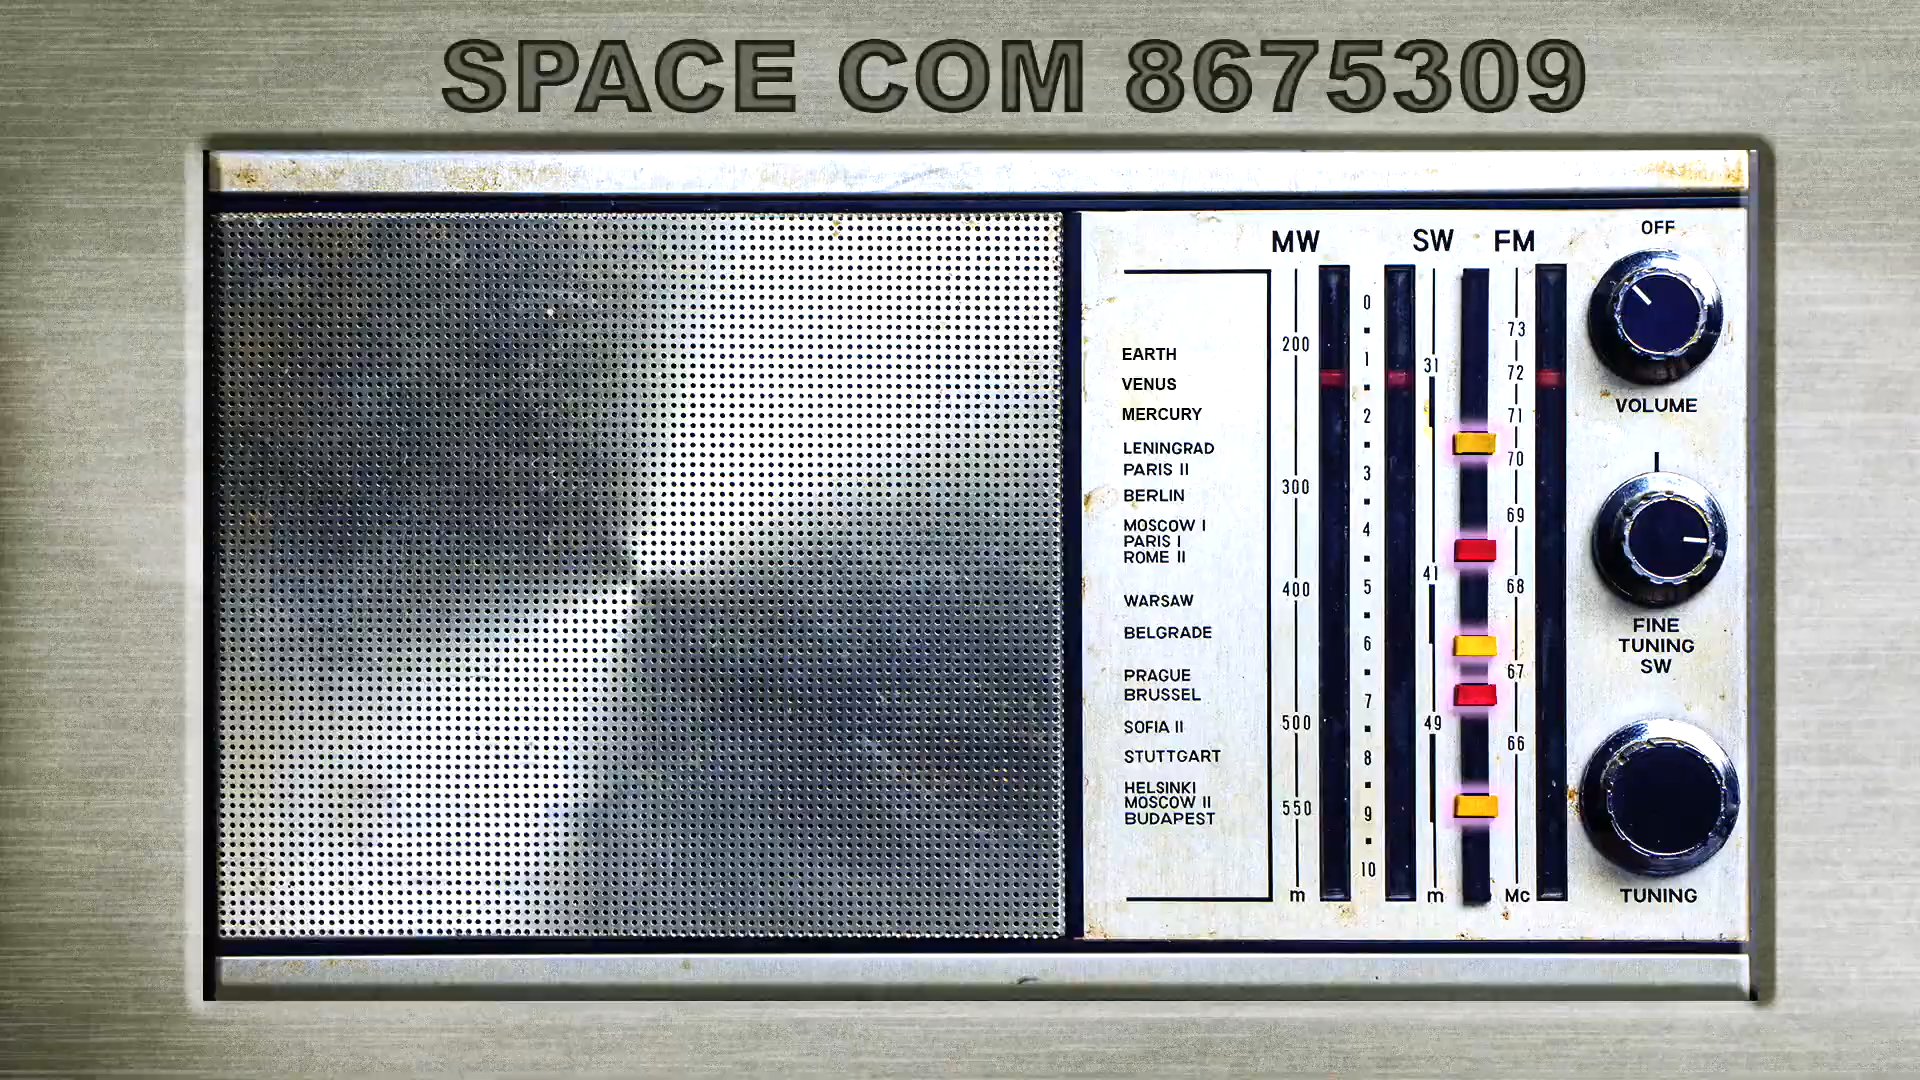 SPACE COM 8675309
MW
SW
FM
OFF
EARTH
VENUS
MERCURY
LENINGRAD
PARIS II
BERLIN
MOSCOW I
PARIS I
ROME II
WARSAW
BELGRADE
PRAGUE
BRUSSEL
SOFIA II
STUTTGART
HELSINKI
MOSCOW II
BUDAPEST
200
300
400
500
550
m
0
1
2
3
4
5
6
7
8
9
10
31
41
49
m
73
72
71
70
69
68
67
66
Mc
VOLUME
FINE
TUNING
SW
TUNING